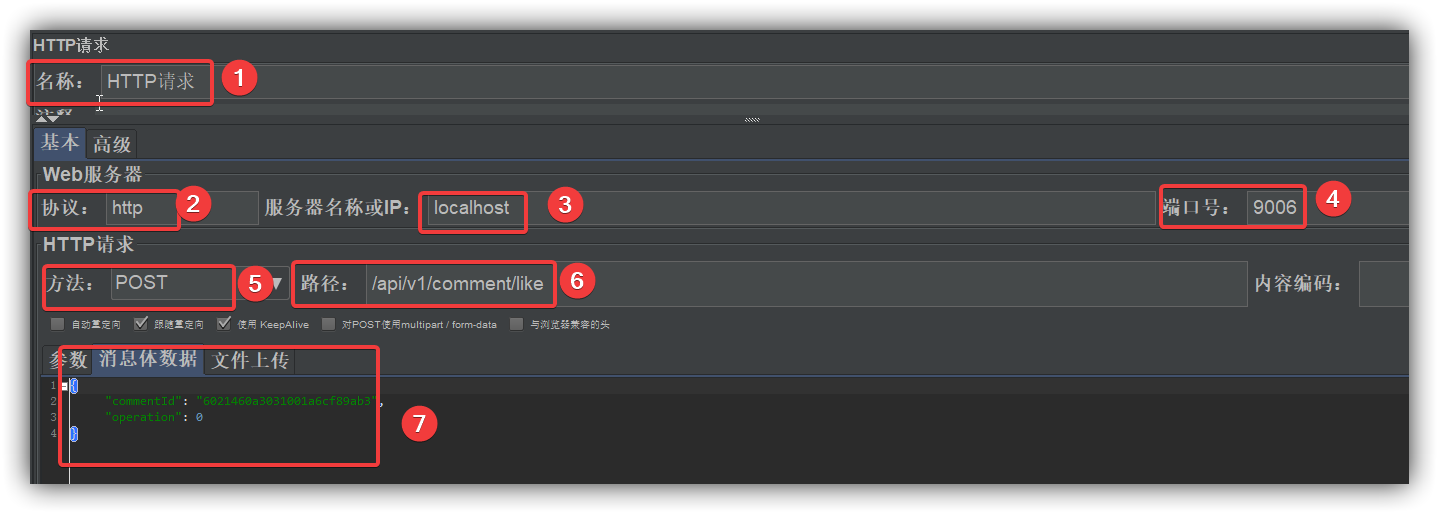 HTTP请求
名称： HTTP请求 1
注释
基本 高级
Web服务器
协议： http 2 服务器名称或IP： localhost 3 端口号： 9006 4
HTTP请求
方法： POST 5 路径： /api/v1/comment/like 6 内容编码：
自动重定向 跟随重定向 使用 KeepAlive 对POST使用multipart / form-data 与浏览器兼容的头
参数 消息体数据 文件上传
1 {
2 "commentId": "6021460a3031001a6cf89ab3",
3 "operation": 0
4 }
7